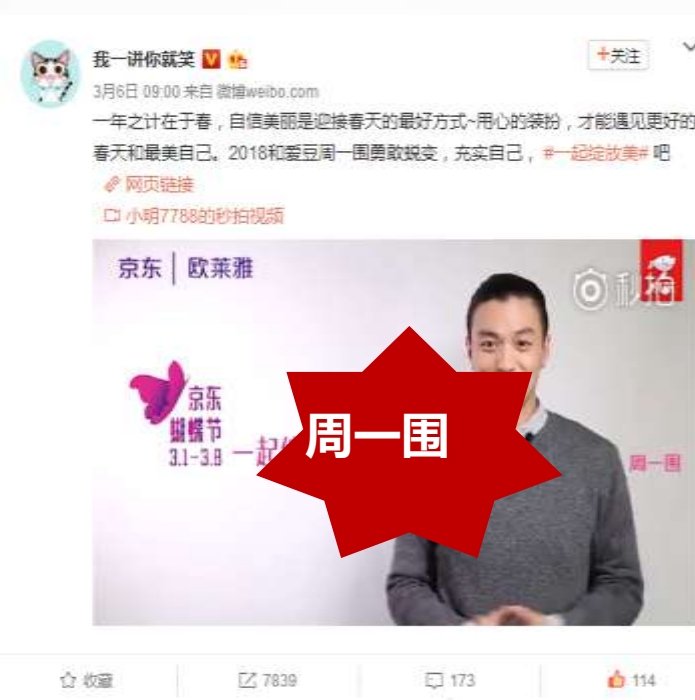 我一讲你就笑
+关注
3月6日 09:00 来自 微博weibo.com
一年之计在于春，自信美丽是迎接春天的最好方式~用心的装扮，才能遇见更好的
春天和最美自己。2018和爱豆周一围勇敢蜕变，充实自己，#一起绽放美# 吧
网页链接
小明7788的秒拍视频
京东 | 欧莱雅
秒拍
京东
蝴蝶节
3.1-3.8
一起
周一围
周一围
收藏
7839
173
114